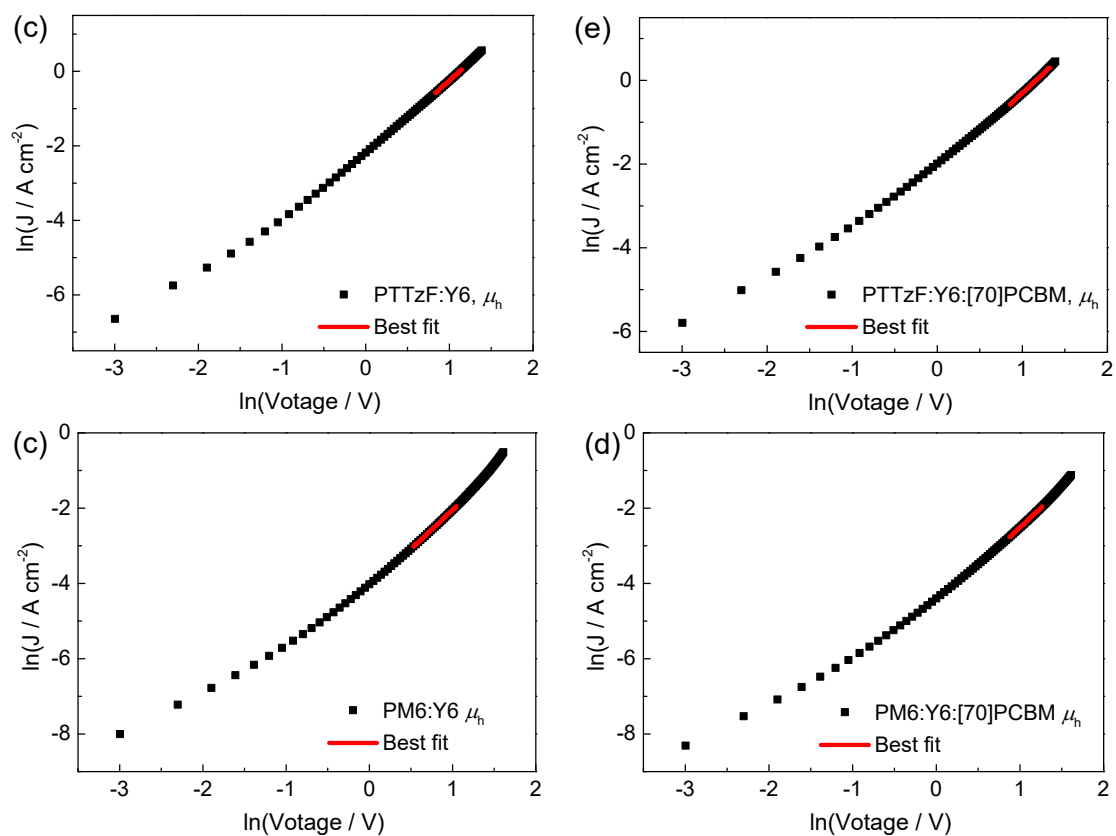 (c)
0
-2
-4
-6
ln(J / A cm-2)
PTTzF:Y6, μh
Best fit
-3 -2 -1 0 1 2
ln(Votage / V)
(e)
0
-2
-4
-6
ln(J / A cm-2)
PTTzF:Y6:[70]PCBM, μh
Best fit
-3 -2 -1 0 1 2
ln(Votage / V)
(c)
0
-2
-4
-6
-8
ln(J / A cm-2)
PM6:Y6 μh
Best fit
-3 -2 -1 0 1 2
ln(Votage / V)
(d)
0
-2
-4
-6
-8
ln(J / A cm-2)
PM6:Y6:[70]PCBM μh
Best fit
-3 -2 -1 0 1 2
ln(Votage / V)